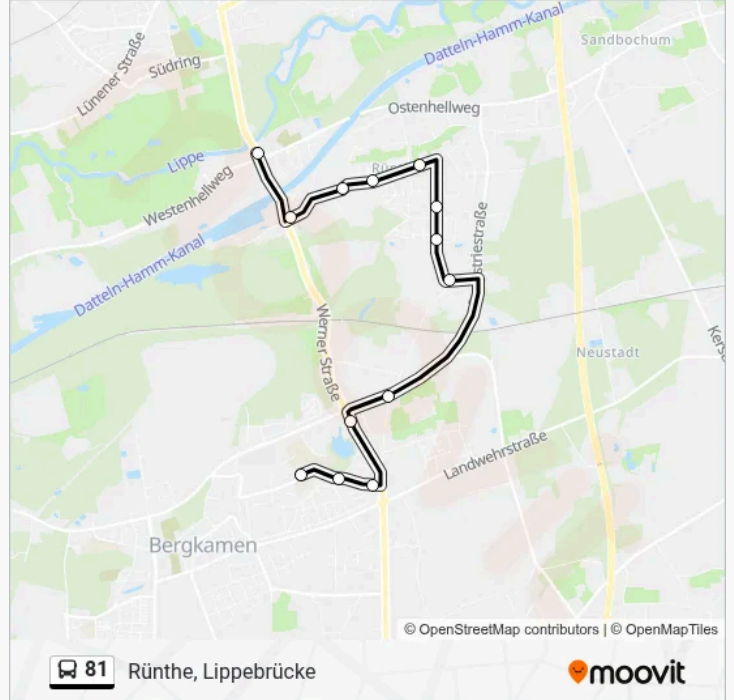 Datteln-Hamm-Kanal
Sandbochum
Lünener Straße
Südring
Ostenhellweg
Lippe
Westenhellweg
Datteln-Hamm-Kanal
Werner Straße
Neustadt
Landwehrstraße
Bergkamen
© OpenStreetMap contributors | © OpenMapTiles
81 Rünthe, Lippebrücke
moovit